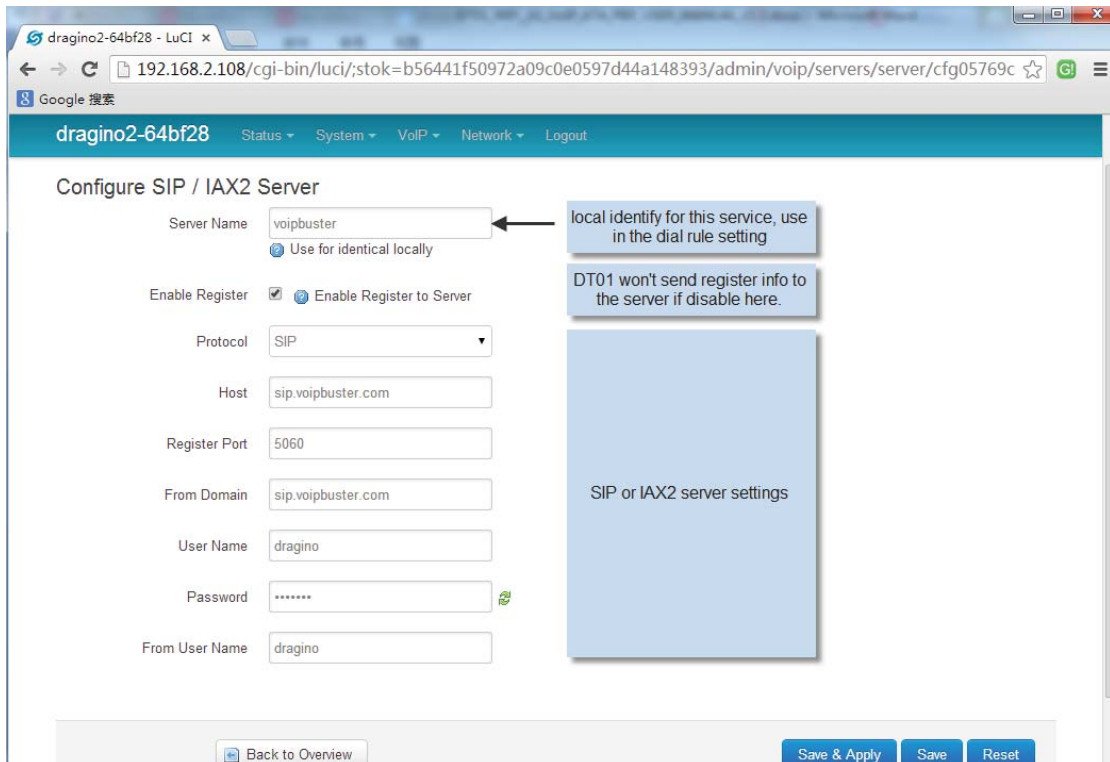 dragino2-64bf28 - LuCI ×
192.168.2.108/cgi-bin/luci/;stok=b56441f50972a09c0e0597d44a148393/admin/voip/servers/server/cfg05769c
G!
8 Google 搜索
dragino2-64bf28 Status System VoIP Network Logout
Configure SIP / IAX2 Server
Server Name voipbuster
Use for identical locally
local identify for this service, use
in the dial rule setting
Enable Register Enable Register to Server
DT01 won't send register info to
the server if disable here.
Protocol SIP
Host sip.voipbuster.com
Register Port 5060
From Domain sip.voipbuster.com
SIP or IAX2 server settings
User Name dragino
Password •••••••
From User Name dragino
Back to Overview Save & Apply Save Reset